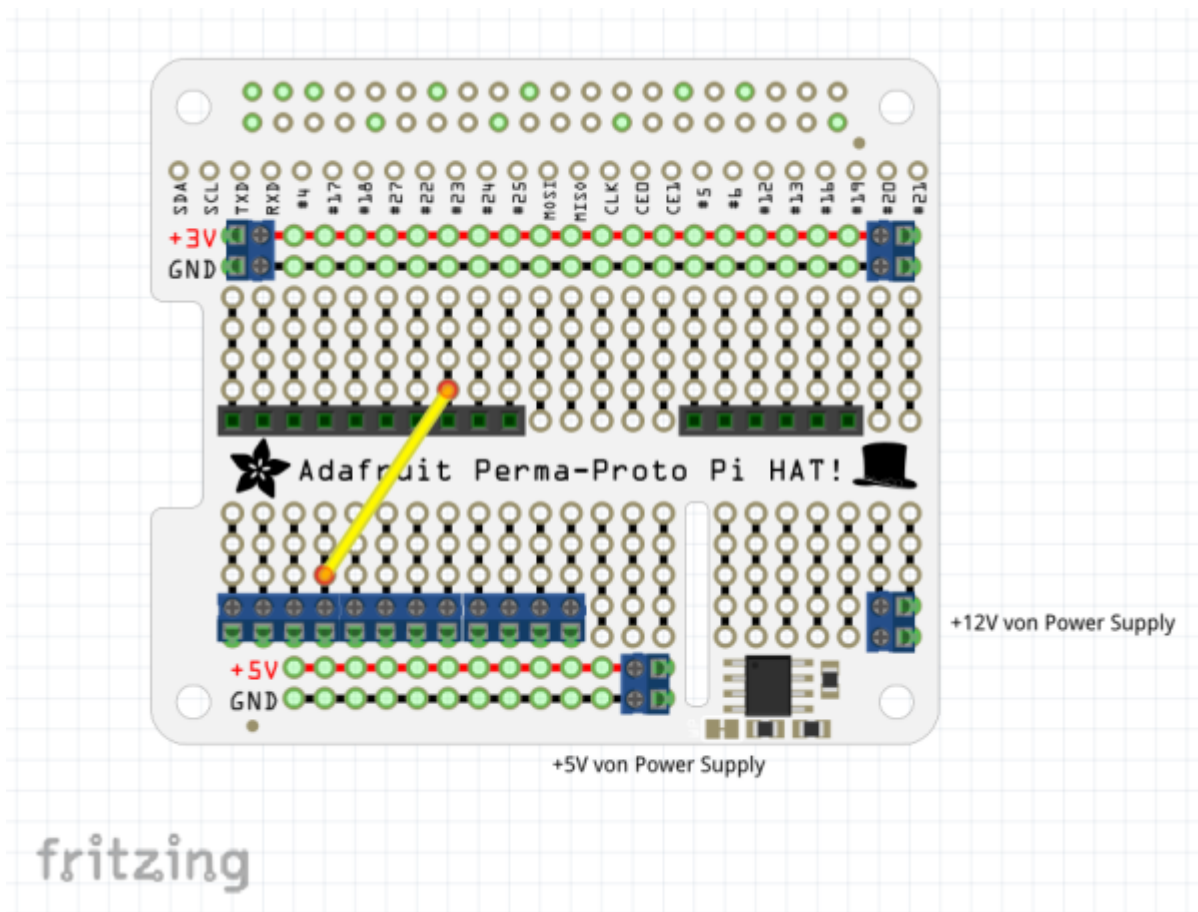 SDA SCL TXD RXD #4 #17 #18 #27 #22 #23 #24 #25 MOSI MISO CLK CE0 CE1 #5 #6 #12 #13 #16 #19 #20 #21
+3V
GND
Adafruit Perma-Proto Pi HAT!
+12V von Power Supply
+5V
GND
+5V von Power Supply
fritzing